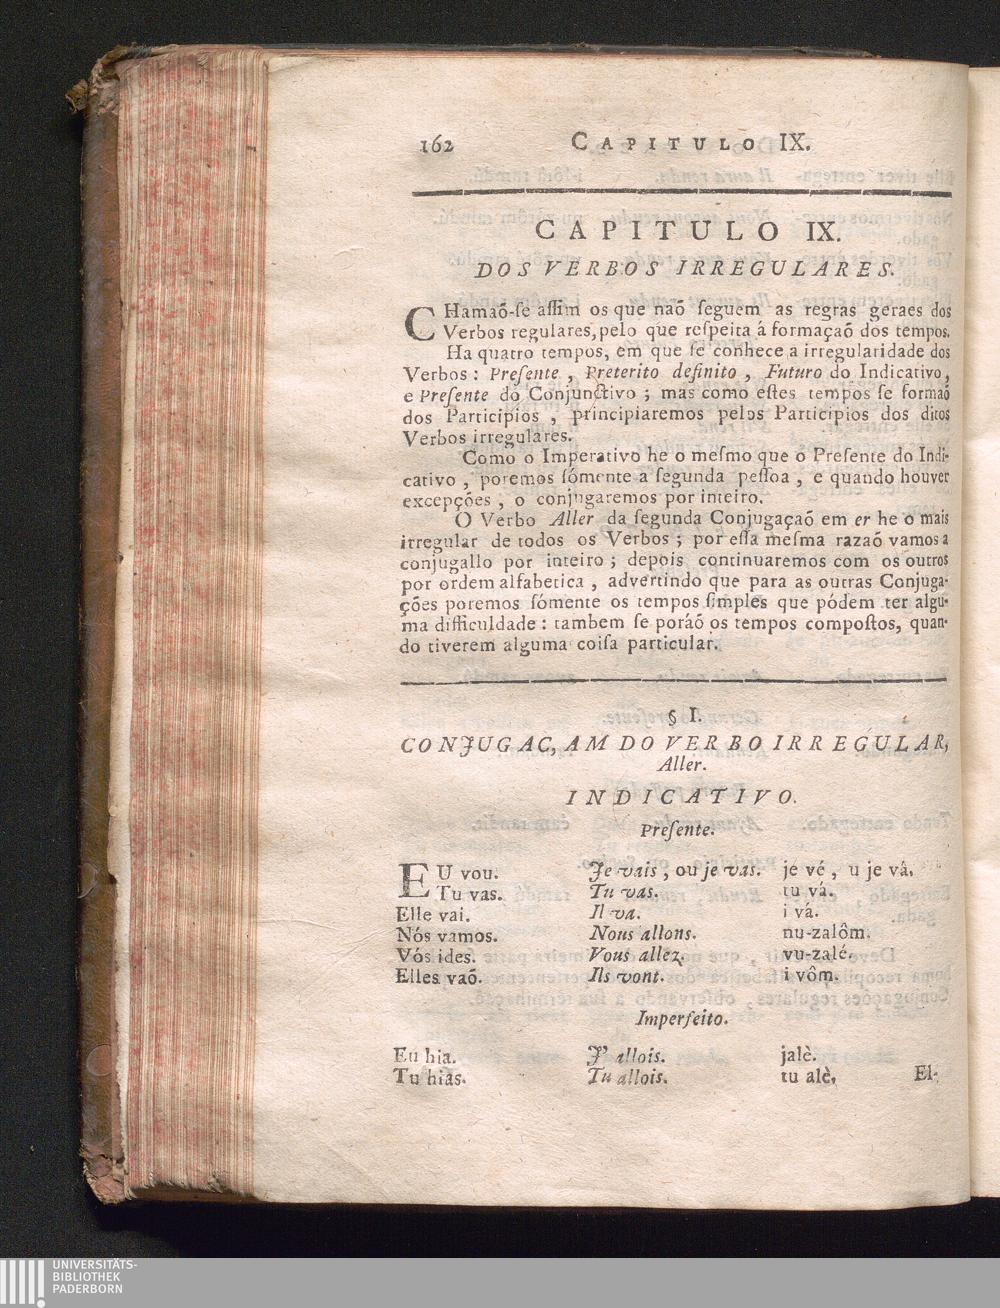 162 CAPITULO IX.
CAPITULO IX.
DOS VERBOS IRREGULARES.
CHamaõ-ſe aſſim os que naõ ſeguem as regras geraes dos
Verbos regulares, pelo que reſpeita á formaçaõ dos tempos.
Ha quatro tempos, em que ſe conhece a irregularidade dos
Verbos: Preſente, Preterito definito, Futuro do Indicativo,
e Preſente do Conjunctivo; mas como eſtes tempos ſe formaõ
dos Participios, principiaremos pelos Participios dos ditos
Verbos irregulares.
Como o Imperativo he o meſmo que o Preſente do Indi-
cativo, poremos ſómente a ſegunda peſſoa, e quando houver
excepções, o conjugaremos por inteiro.
O Verbo Aller da ſegunda Conjugaçaõ em er he o mais
irregular de todos os Verbos; por eſſa meſma razaõ vamos a
conjugallo por inteiro; depois continuaremos com os outros
por ordem alfabetica, advertindo que para as outras Conjuga-
ções poremos ſómente os tempos ſimples que pódem ter algu-
ma difficuldade: tambem ſe poráõ os tempos compoſtos, quan-
do tiverem alguma coiſa particular.
§ I.
CONJUGAC,AM DO VERBO IRREGULAR,
Aller.
INDICATIVO.
Preſente.
EU vou. Je vais, ou je vas. je vé, u je vâ.
Tu vas. Tu vas. tu vá.
Elle vai. Il va. i vá.
Nós vamos. Nous allons. nu-zalôm.
Vós ides. Vous allez. vu-zalé.
Elles vaõ. Ils vont. i vôm.
Imperfeito.
Eu hia. J' allois. jalè.
Tu hias. Tu allois. tu alè,
El-
UNIVERSITÄTS-
BIBLIOTHEK
PADERBORN